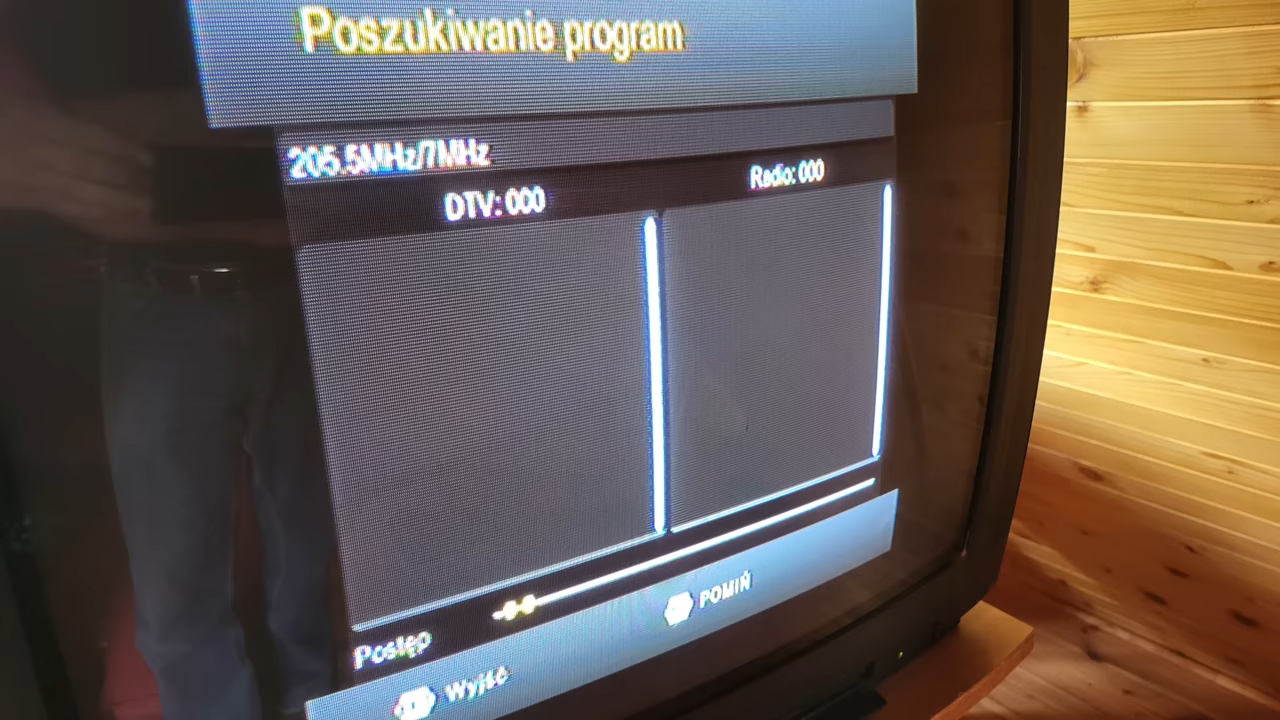 Poszukiwanie program
205.5MHz/7MHz
DTV: 000
Radio: 000
Postęp
POMIŃ
Wyjść